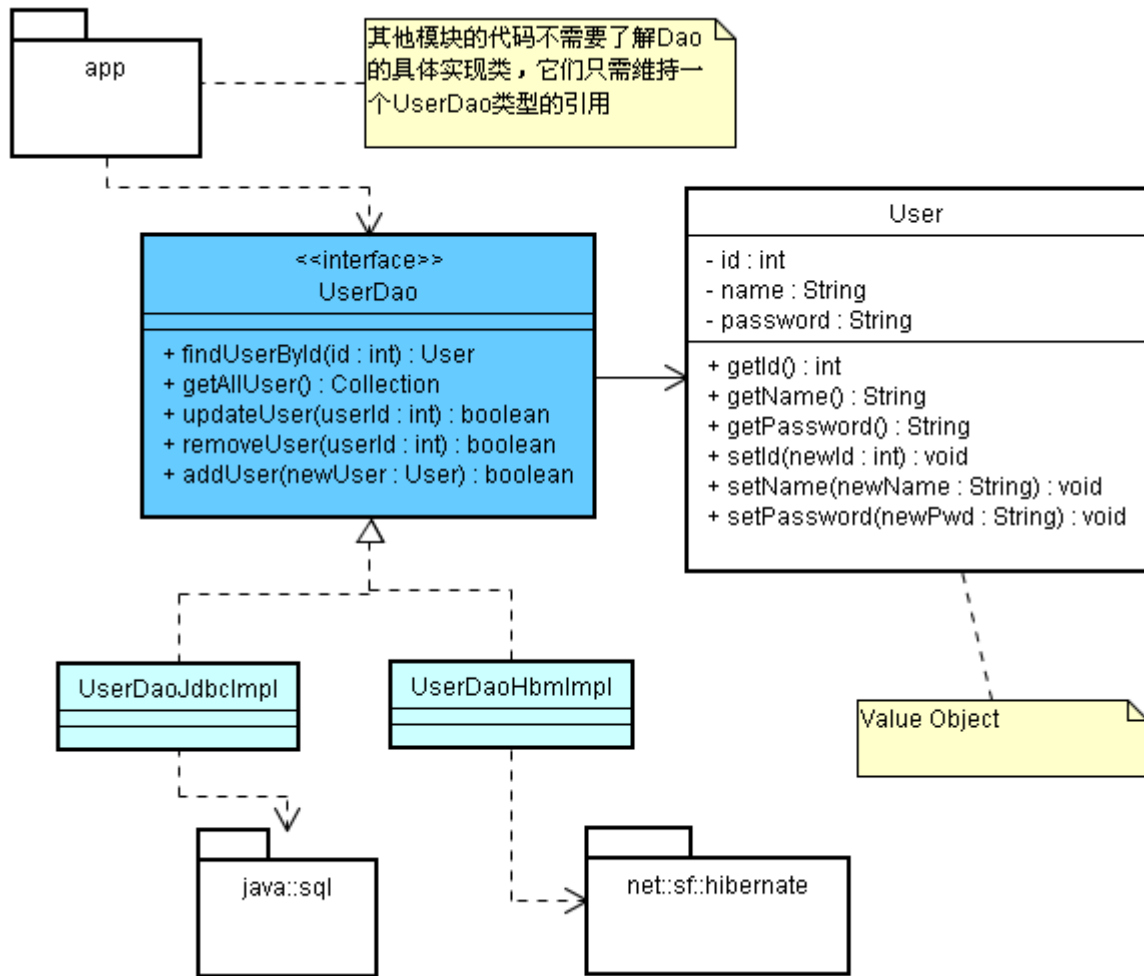 app
其他模块的代码不需要了解Dao
的具体实现类，它们只需維持一
个UserDao类型的引用
<<interface>>
UserDao
+ findUserById(id : int) : User
+ getAllUser() : Collection
+ updateUser(userId : int) : boolean
+ removeUser(userId : int) : boolean
+ addUser(newUser : User) : boolean
User
- id : int
- name : String
- password : String
+ getId() : int
+ getName() : String
+ getPassword() : String
+ setId(newId : int) : void
+ setName(newName : String) : void
+ setPassword(newPwd : String) : void
UserDaoJdbcImpl
UserDaoHbmImpl
Value Object
java::sql
net::sf::hibernate